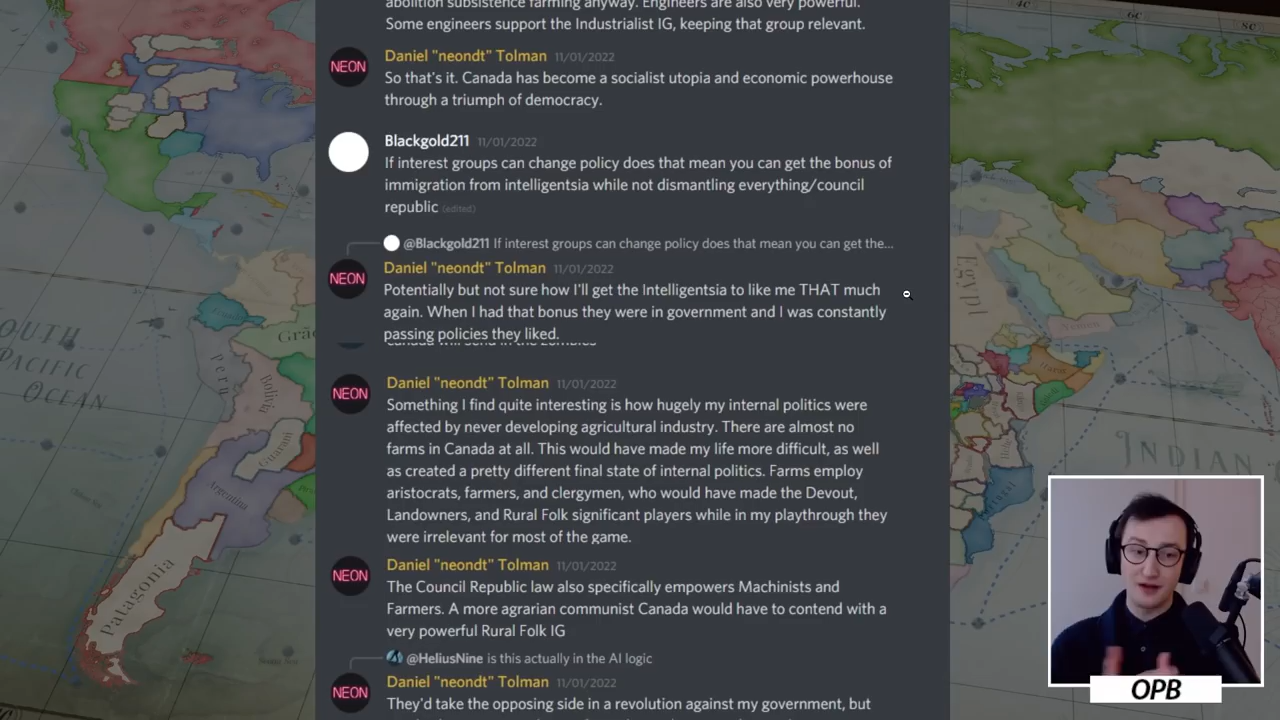 abolition subsistence farming anyway. Engineers are also very powerful.
Some engineers support the Industrialist IG, keeping that group relevant.
NEON
Daniel "neondt" Tolman 11/01/2022
So that's it. Canada has become a socialist utopia and economic powerhouse
through a triumph of democracy.
Blackgold211 11/01/2022
If interest groups can change policy does that mean you can get the bonus of
immigration from intelligentsia while not dismantling everything/council
republic (edited)
@Blackgold211 If interest groups can change policy does that mean you can get the...
NEON
Daniel "neondt" Tolman 11/01/2022
Potentially but not sure how I'll get the Intelligentsia to like me THAT much
again. When I had that bonus they were in government and I was constantly
passing policies they liked.
NEON
Daniel "neondt" Tolman 11/01/2022
Something I find quite interesting is how hugely my internal politics were
affected by never developing agricultural industry. There are almost no
farms in Canada at all. This would have made my life more difficult, as well
as created a pretty different final state of internal politics. Farms employ
aristocrats, farmers, and clergymen, who would have made the Devout,
Landowners, and Rural Folk significant players while in my playthrough they
were irrelevant for most of the game.
NEON
Daniel "neondt" Tolman 11/01/2022
The Council Republic law also specifically empowers Machinists and
Farmers. A more agrarian communist Canada would have to contend with a
very powerful Rural Folk IG
@HeliusNine is this actually in the AI logic
NEON
Daniel "neondt" Tolman 11/01/2022
They'd take the opposing side in a revolution against my government, but
SOUTH
PACIFIC
OCEAN
Peru
Bolivia
Guaraní
Argentina
Patagonia
Egypt
Yemen
INDIAN
OPB